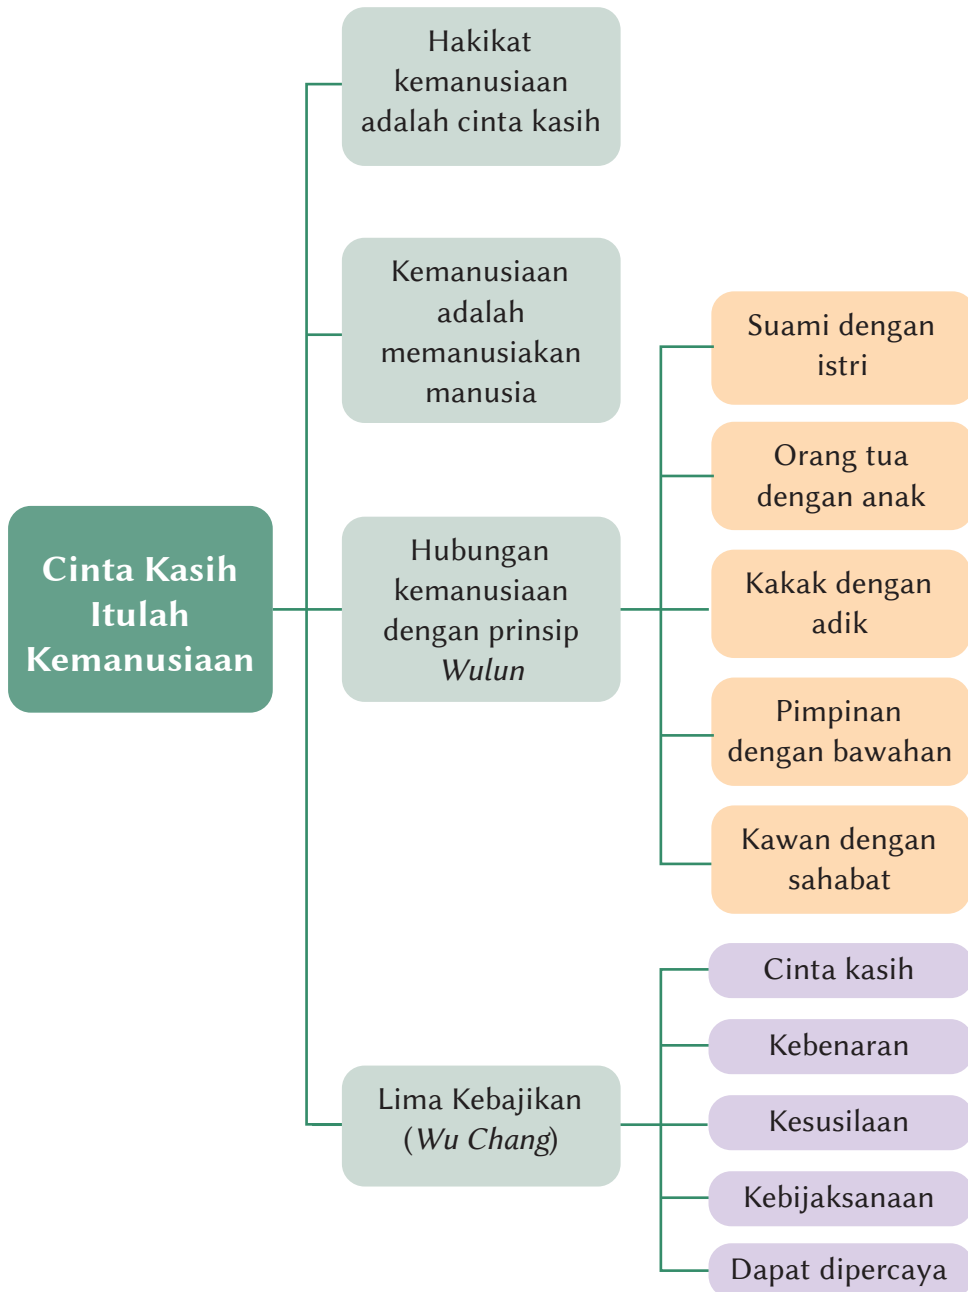 Cinta Kasih
Itulah
Kemanusiaan
Hakikat
kemanusiaan
adalah cinta kasih
Kemanusiaan
adalah
memanusiakan
manusia
Hubungan
kemanusiaan
dengan prinsip
Wulun
Suami dengan
istri
Orang tua
dengan anak
Kakak dengan
adik
Pimpinan
dengan bawahan
Kawan dengan
sahabat
Lima Kebajikan
(Wu Chang)
Cinta kasih
Kebenaran
Kesusilaan
Kebijaksanaan
Dapat dipercaya